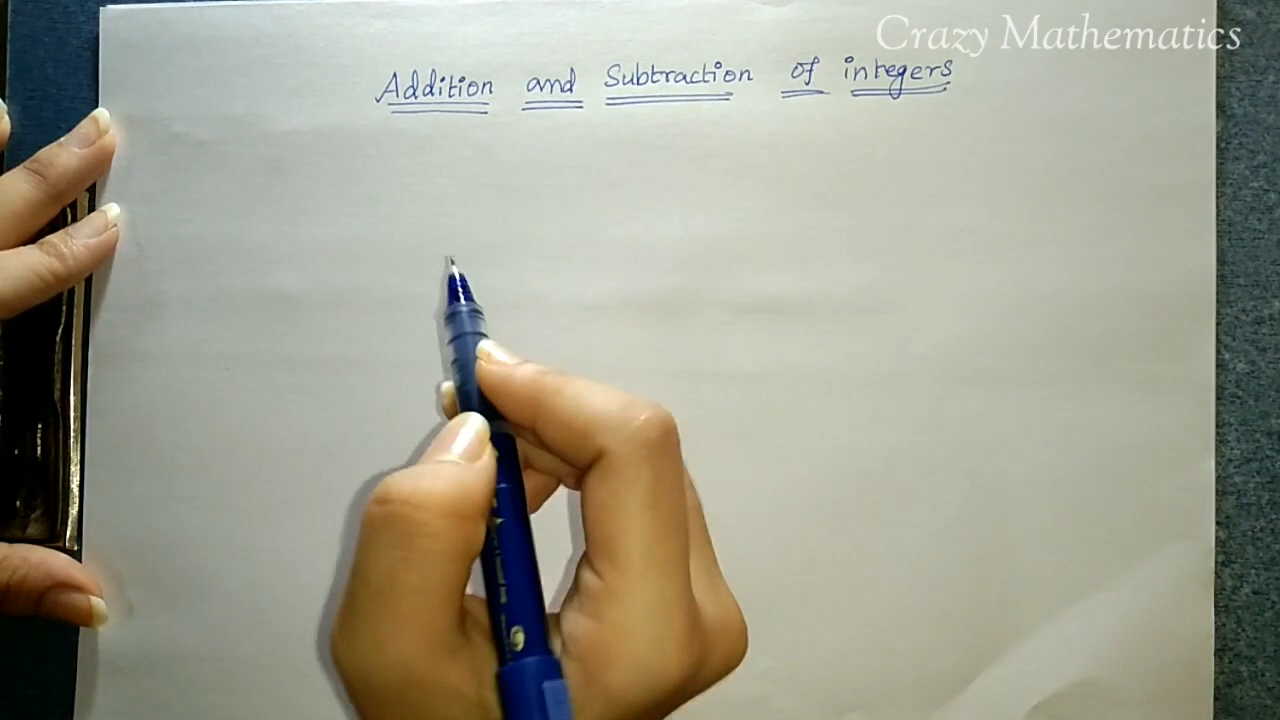 Crazy Mathematics
Addition and Subtraction of integers